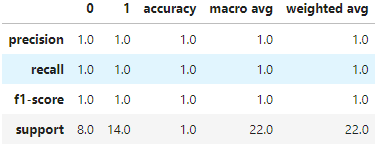 0 1 accuracy macro avg weighted avg
precision 1.0 1.0 1.0 1.0 1.0
recall 1.0 1.0 1.0 1.0 1.0
f1-score 1.0 1.0 1.0 1.0 1.0
support 8.0 14.0 1.0 22.0 22.0